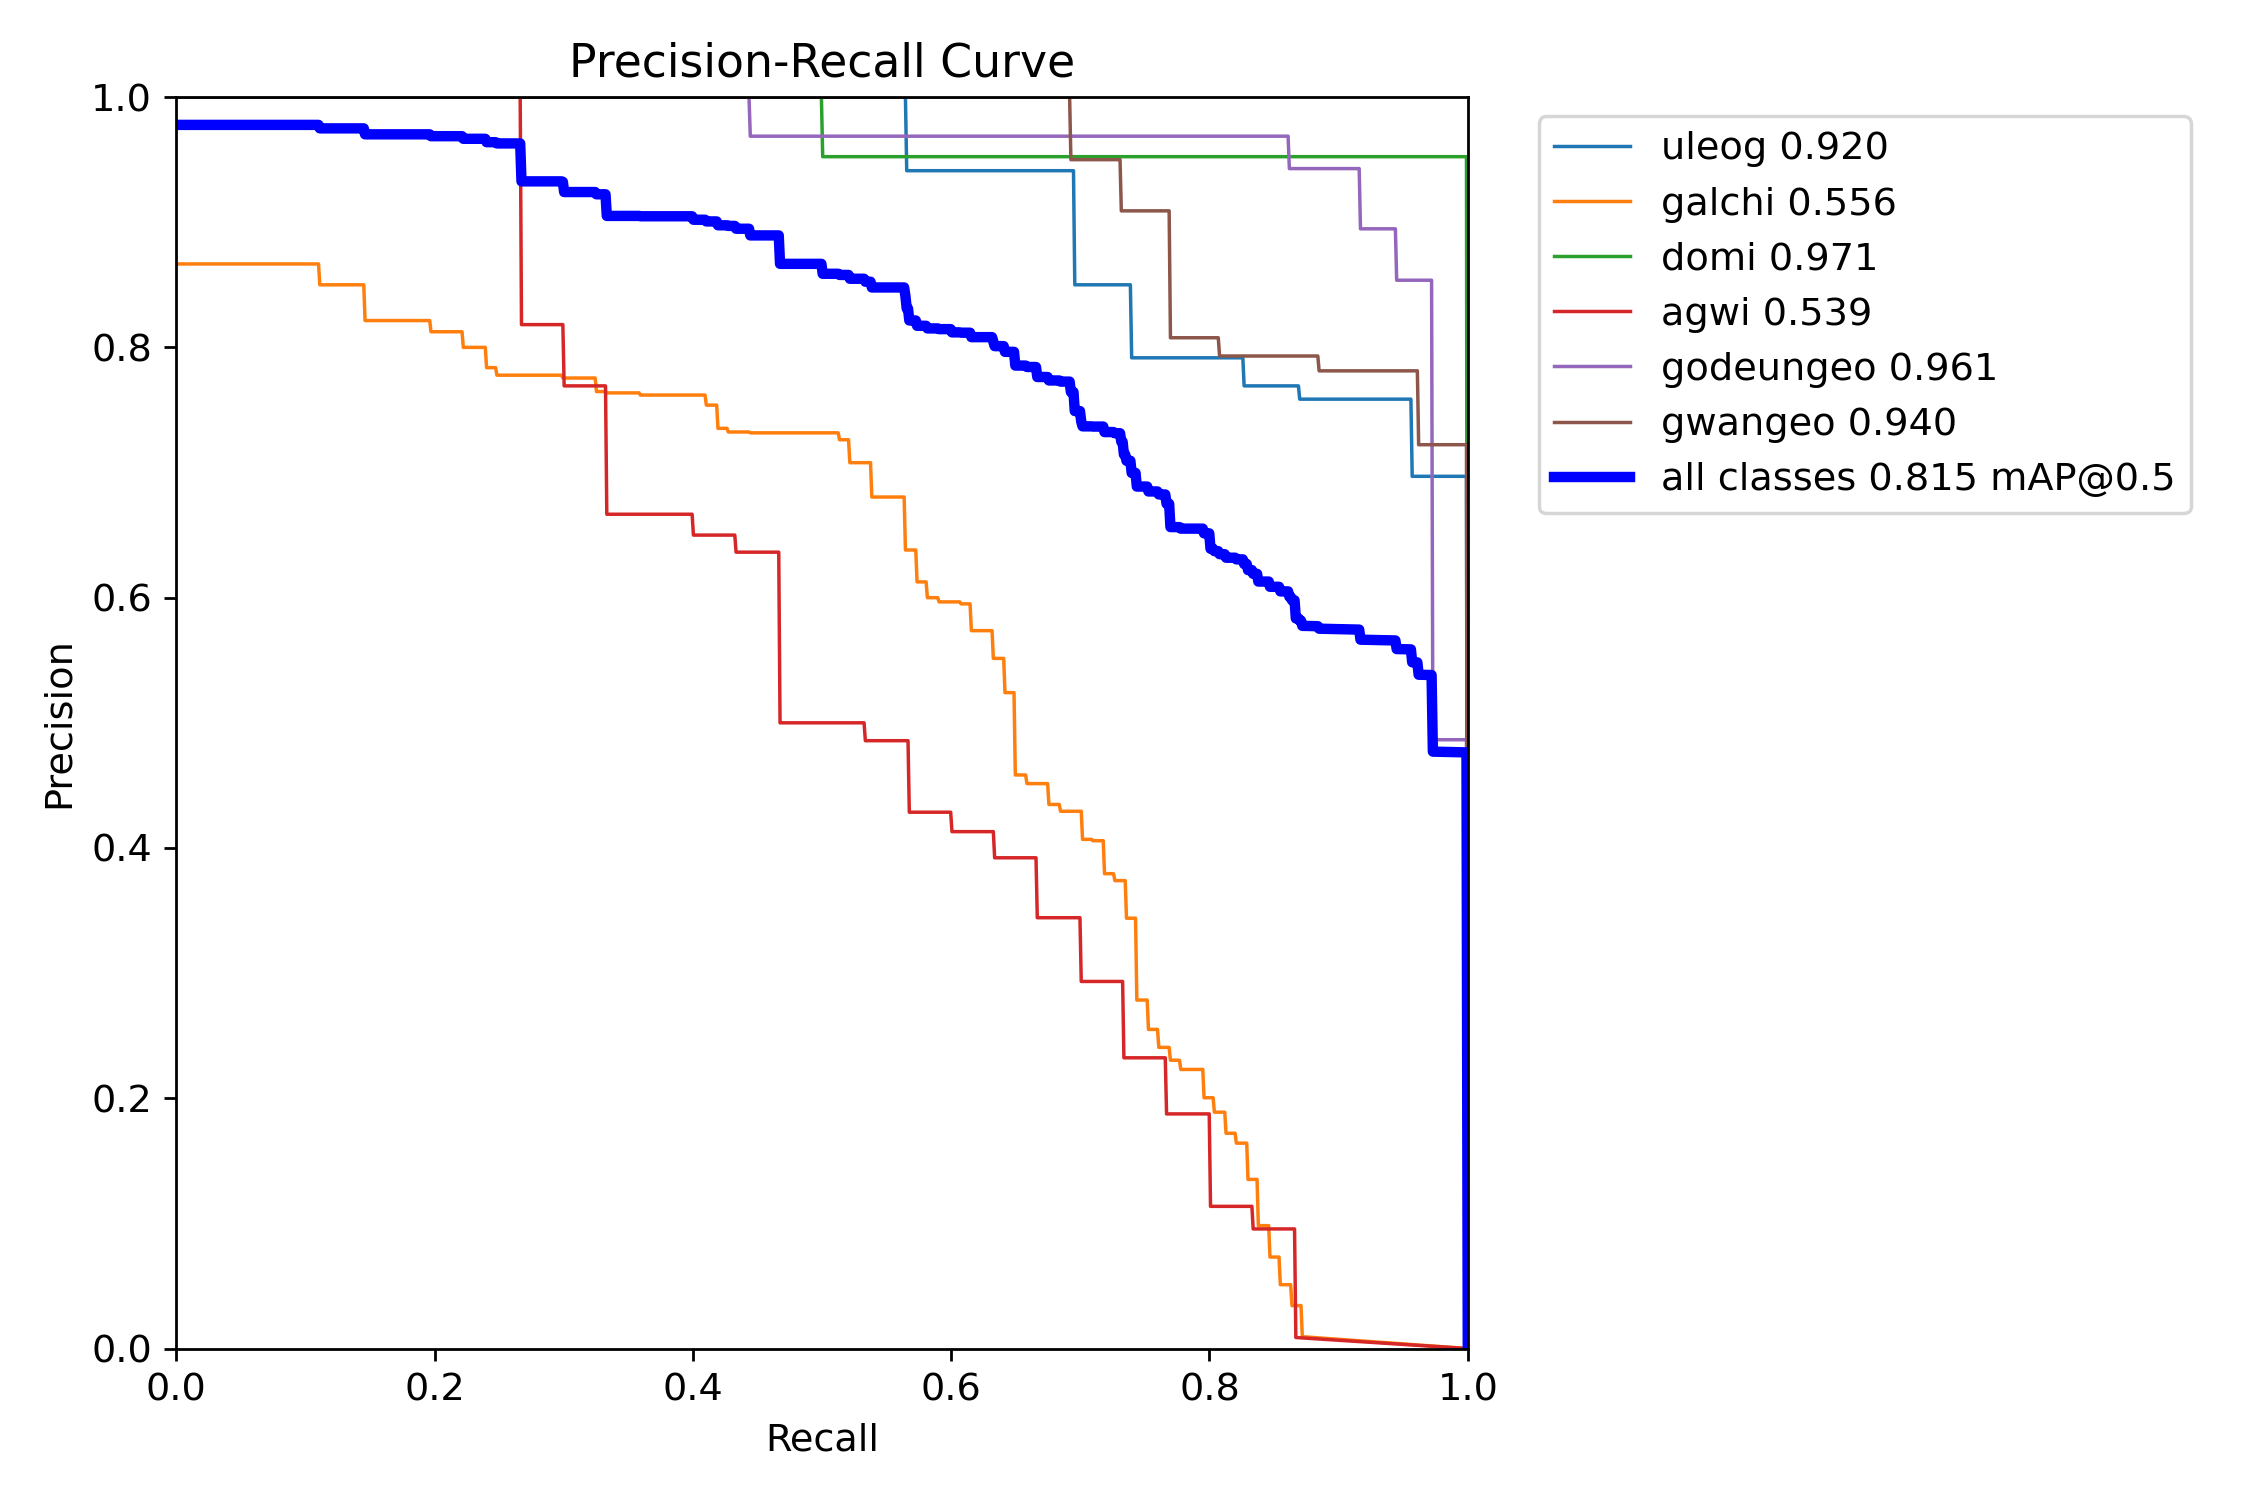 Precision-Recall Curve
1.0
0.8
0.6
0.4
0.2
0.0
Precision
0.0 0.2 0.4 0.6 0.8 1.0
Recall
uleog 0.920
galchi 0.556
domi 0.971
agwi 0.539
godeungeo 0.961
gwangeo 0.940
all classes 0.815 mAP@0.5